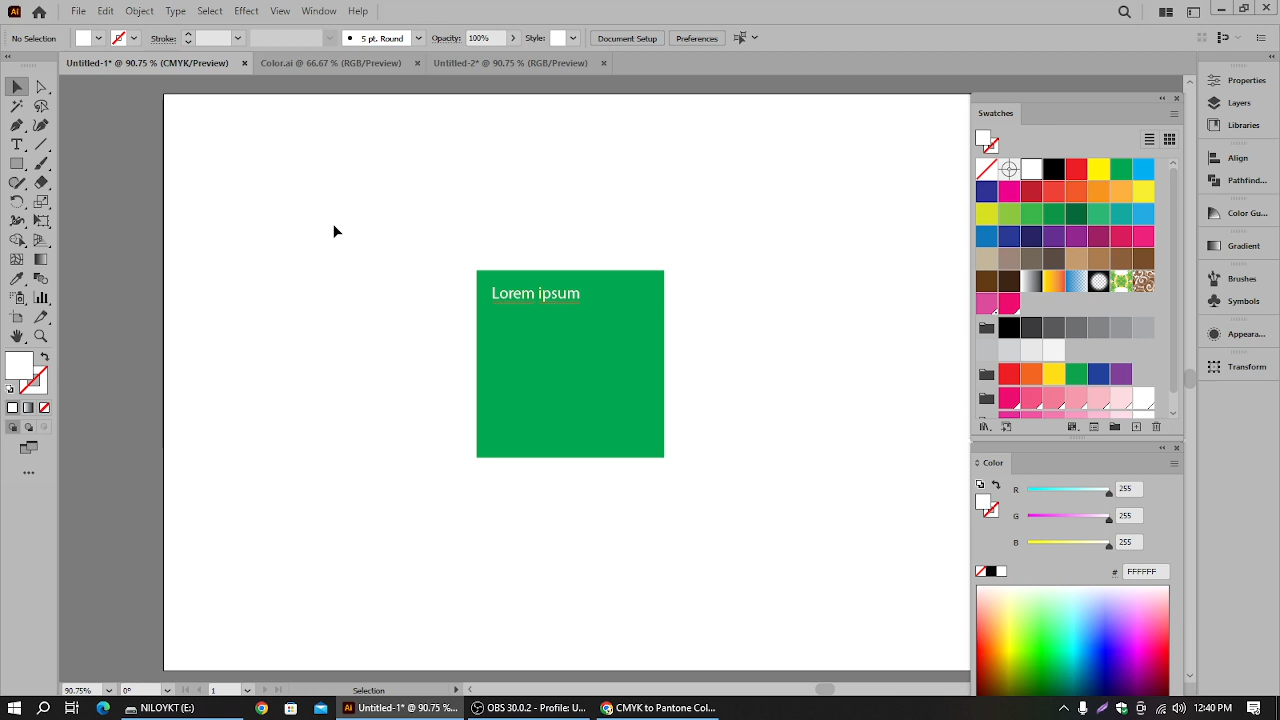 Ai File Edit Object Type Select Effect View Window Help
No Selection Stroke: 5 pt. Round Opacity: 100% Style: Document Setup Preferences
Untitled-1* @ 90.75 % (CMYK/Preview) × Color.ai @ 66.67 % (RGB/Preview) × Untitled-2* @ 90.75 % (RGB/Preview) ×
Properties
Layers
Libraries
Align
Pathfind...
Color Gu...
Gradient
Brushes
Symbols
Appeara...
Transform
Swatches
Lorem ipsum
Color
R 255
G 255
B 255
# FFFFFF
90.75% 0° 1 Selection
NILOYKT (E:) Ai Untitled-1* @ 90.75 %... OBS 30.0.2 - Profile: U... CMYK to Pantone Col... 12:40 PM